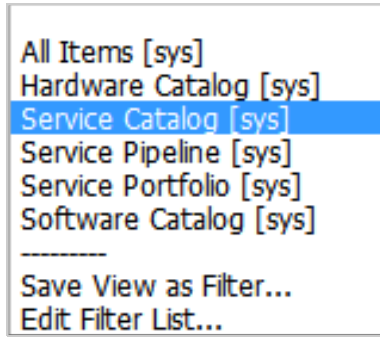 All Items [sys]
Hardware Catalog [sys]
Service Catalog [sys]
Service Pipeline [sys]
Service Portfolio [sys]
Software Catalog [sys]
---------
Save View as Filter...
Edit Filter List...